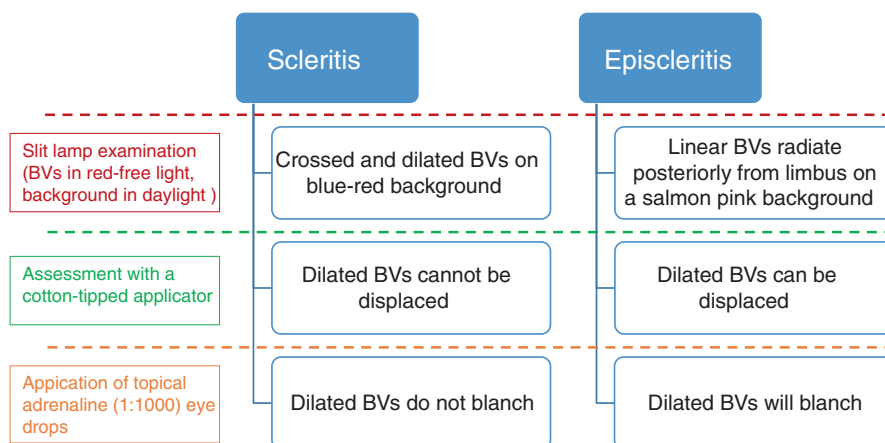 Scleritis
Episcleritis
Slit lamp examination
(BVs in red-free light,
background in daylight )
Crossed and dilated BVs on
blue-red background
Linear BVs radiate
posteriorly from limbus on
a salmon pink background
Assessment with a
cotton-tipped applicator
Dilated BVs cannot be
displaced
Dilated BVs can be
displaced
Appication of topical
adrenaline (1:1000) eye
drops
Dilated BVs do not blanch
Dilated BVs will blanch